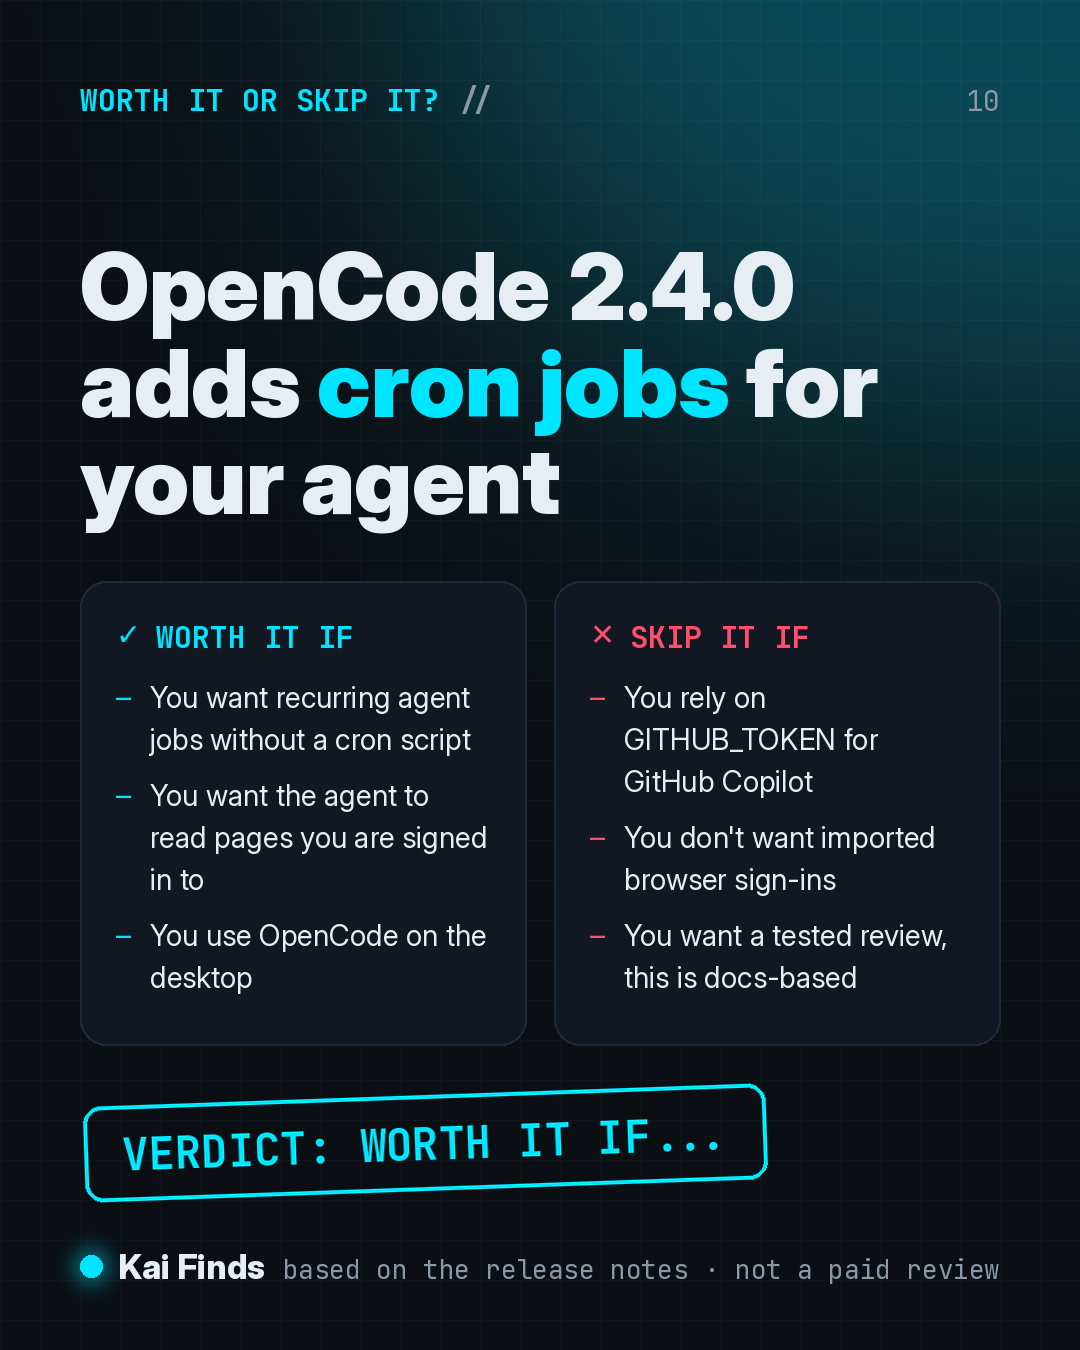 WORTH IT OR SKIP IT? //
10
OpenCode 2.4.0
adds cron jobs for
your agent
✓ WORTH IT IF
– You want recurring agent
jobs without a cron script
– You want the agent to
read pages you are signed
in to
– You use OpenCode on the
desktop
✕ SKIP IT IF
– You rely on
GITHUB_TOKEN for
GitHub Copilot
– You don't want imported
browser sign-ins
– You want a tested review,
this is docs-based
VERDICT: WORTH IT IF...
Kai Finds based on the release notes · not a paid review